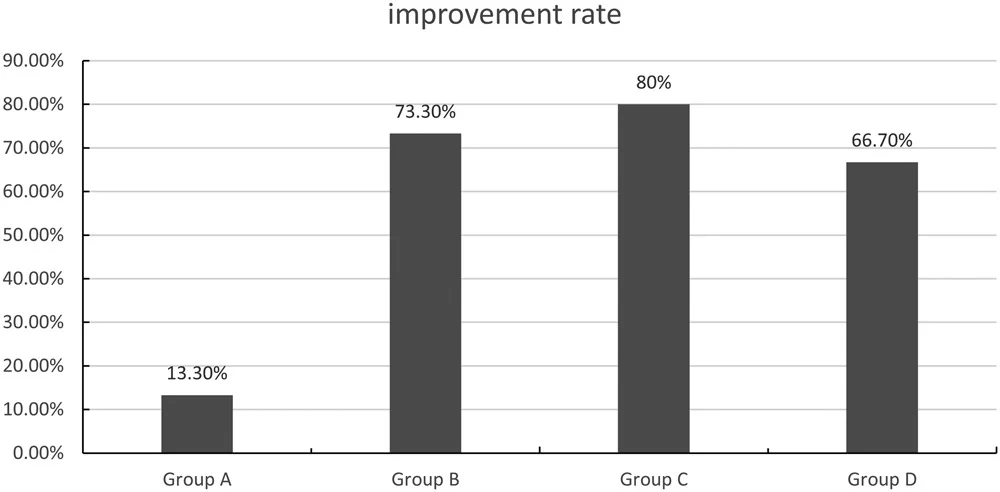 improvement rate
90.00%
80.00%
70.00%
60.00%
50.00%
40.00%
30.00%
20.00%
10.00%
0.00%
13.30%
73.30%
80%
66.70%
Group A
Group B
Group C
Group D